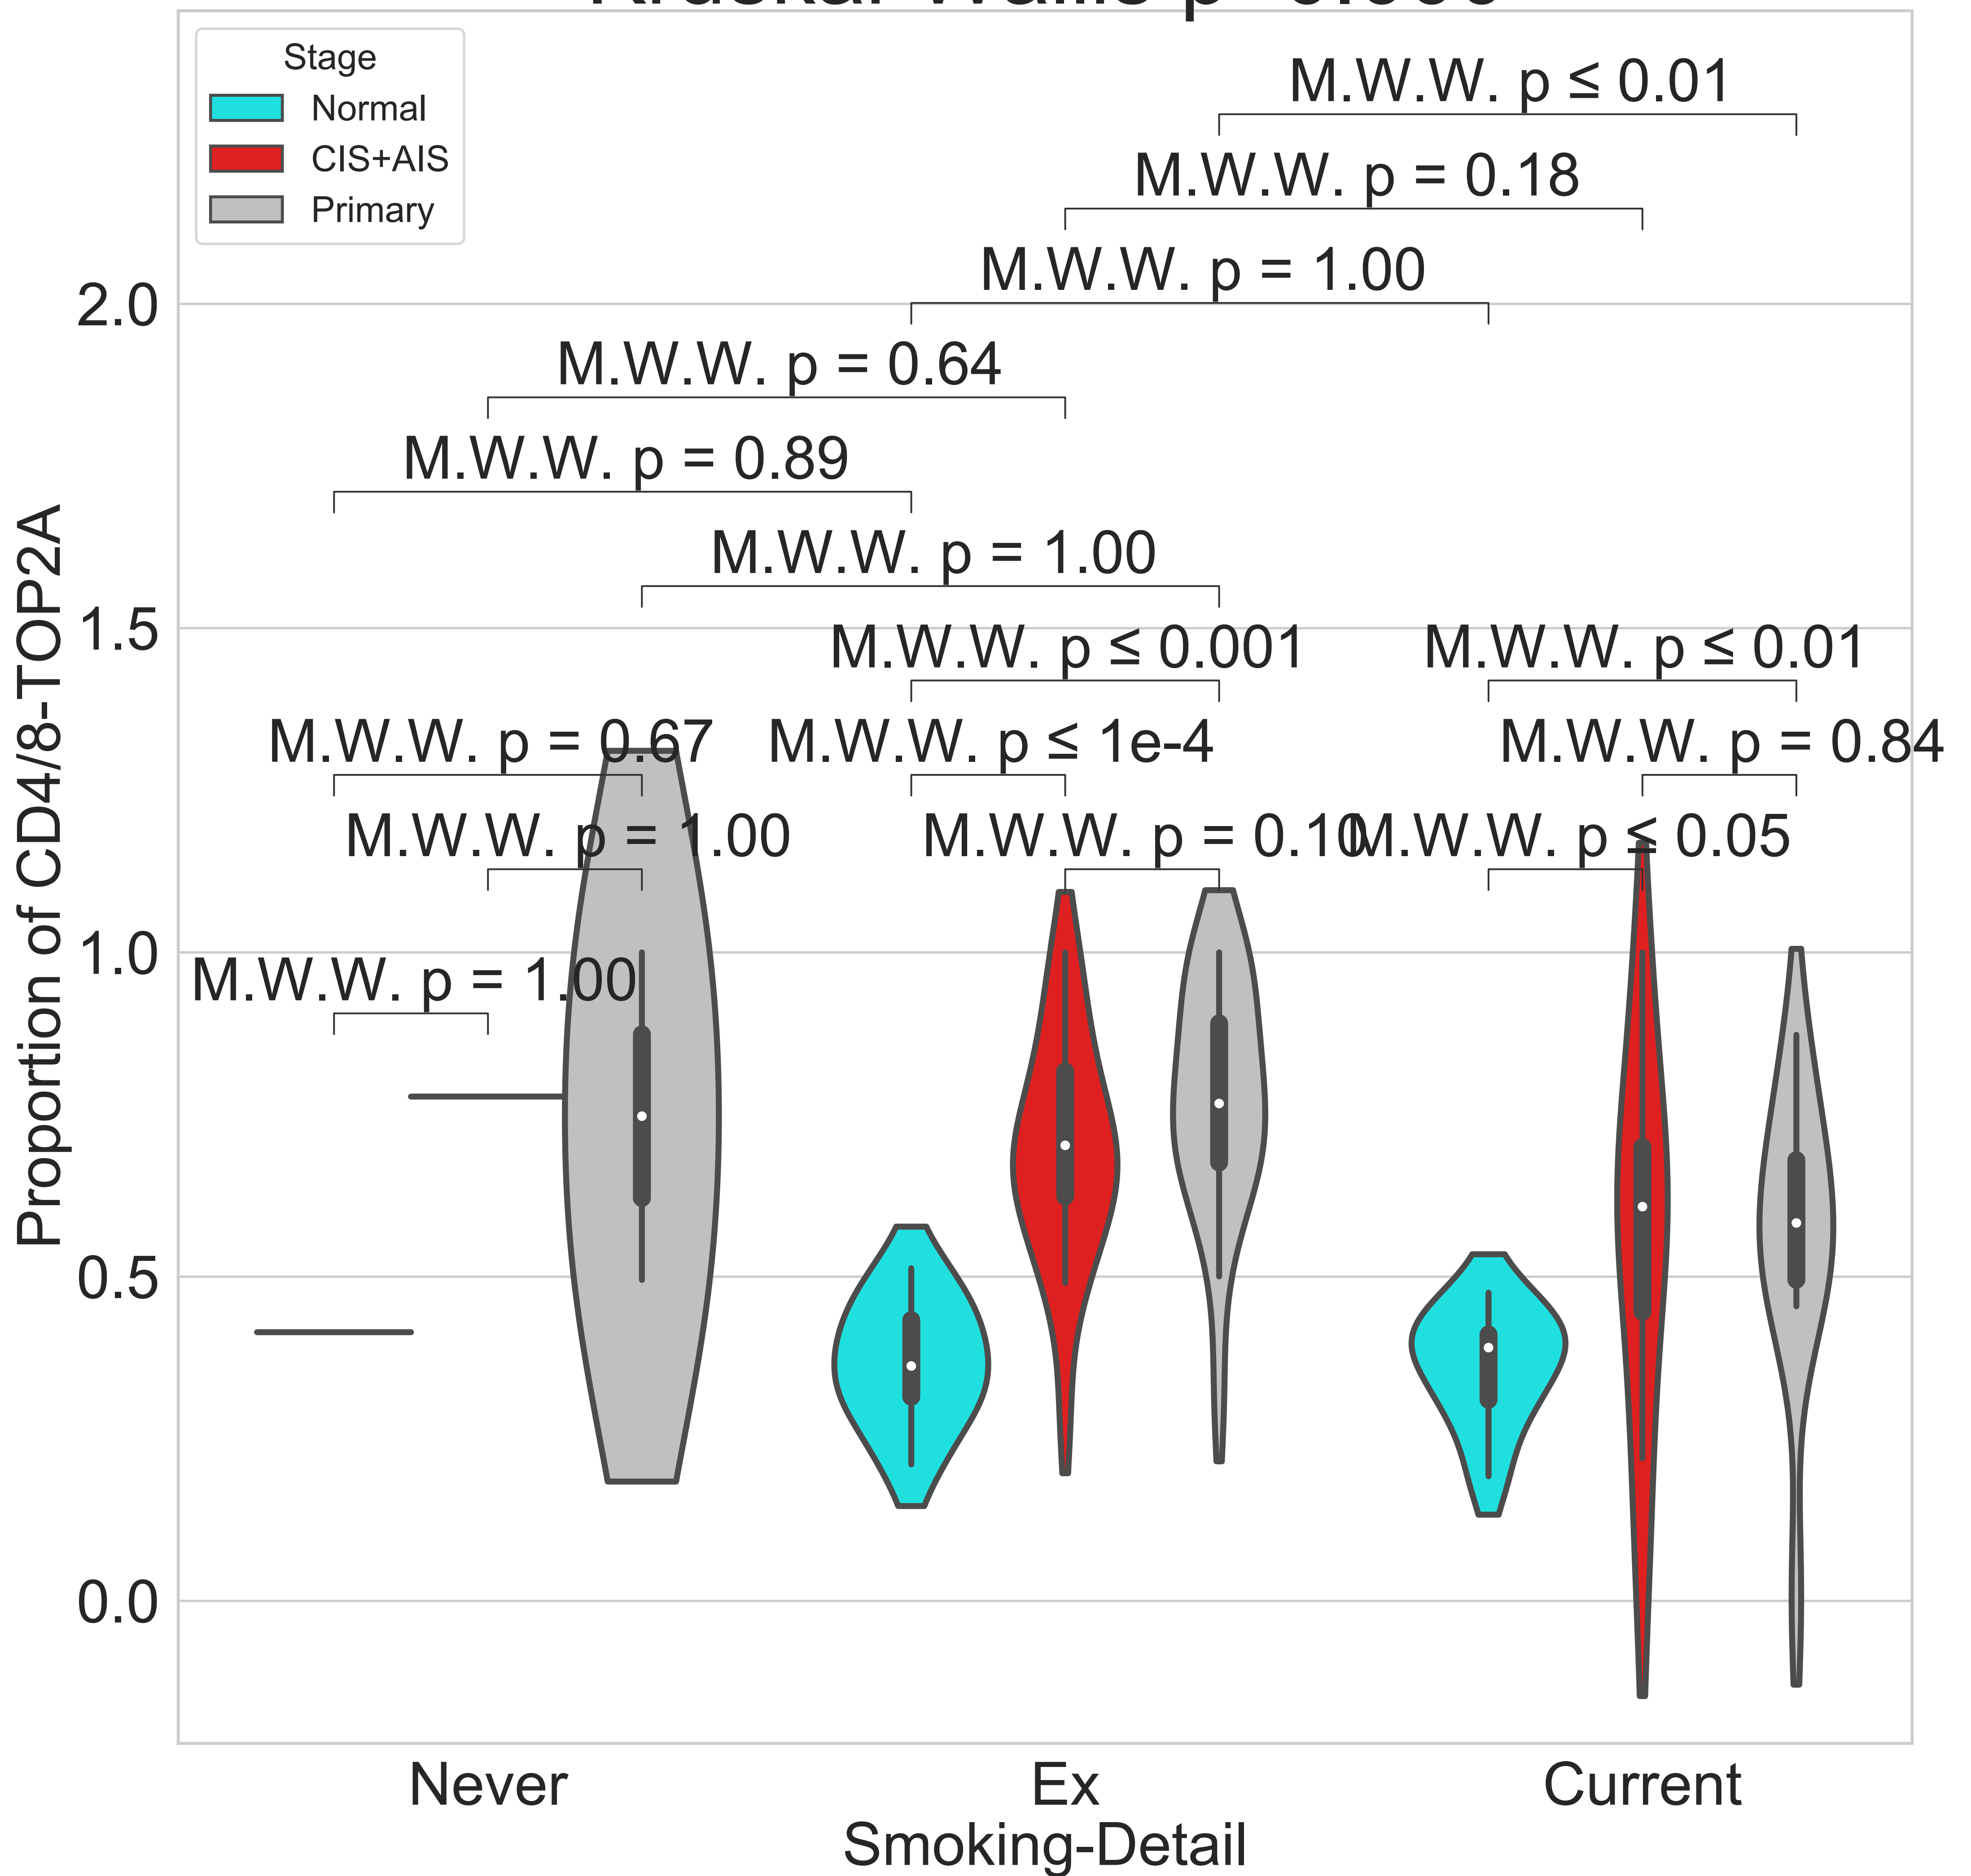 Stage
Normal
CIS+AIS
Primary
M.W.W. p ≤ 0.01
M.W.W. p = 0.18
M.W.W. p = 1.00
M.W.W. p = 0.64
M.W.W. p = 0.89
M.W.W. p = 1.00
M.W.W. p ≤ 0.001
M.W.W. p ≤ 0.01
M.W.W. p = 0.67
M.W.W. p ≤ 1e-4
M.W.W. p = 0.84
M.W.W. p = 1.00
M.W.W. p = 0.10
M.W.W. p ≤ 0.05
M.W.W. p = 1.00
Proportion of CD4/8-TOP2A
2.0
1.5
1.0
0.5
0.0
Never
Ex
Current
Smoking-Detail